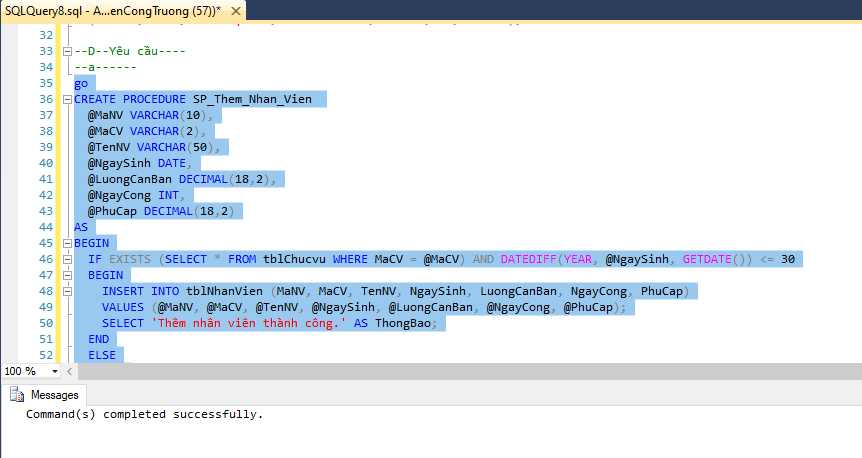 SQLQuery8.sql - A...enCongTruong (57))* ×
32
33 --D--Yêu cầu----
34 --a------
35 go
36 CREATE PROCEDURE SP_Them_Nhan_Vien
37 @MaNV VARCHAR(10),
38 @MaCV VARCHAR(2),
39 @TenNV VARCHAR(50),
40 @NgaySinh DATE,
41 @LuongCanBan DECIMAL(18,2),
42 @NgayCong INT,
43 @PhuCap DECIMAL(18,2)
44 AS
45 BEGIN
46 IF EXISTS (SELECT * FROM tblChucvu WHERE MaCV = @MaCV) AND DATEDIFF(YEAR, @NgaySinh, GETDATE()) <= 30
47 BEGIN
48 INSERT INTO tblNhanVien (MaNV, MaCV, TenNV, NgaySinh, LuongCanBan, NgayCong, PhuCap)
49 VALUES (@MaNV, @MaCV, @TenNV, @NgaySinh, @LuongCanBan, @NgayCong, @PhuCap);
50 SELECT 'Thêm nhân viên thành công.' AS ThongBao;
51 END
52 ELSE
100 %
Messages
Command(s) completed successfully.